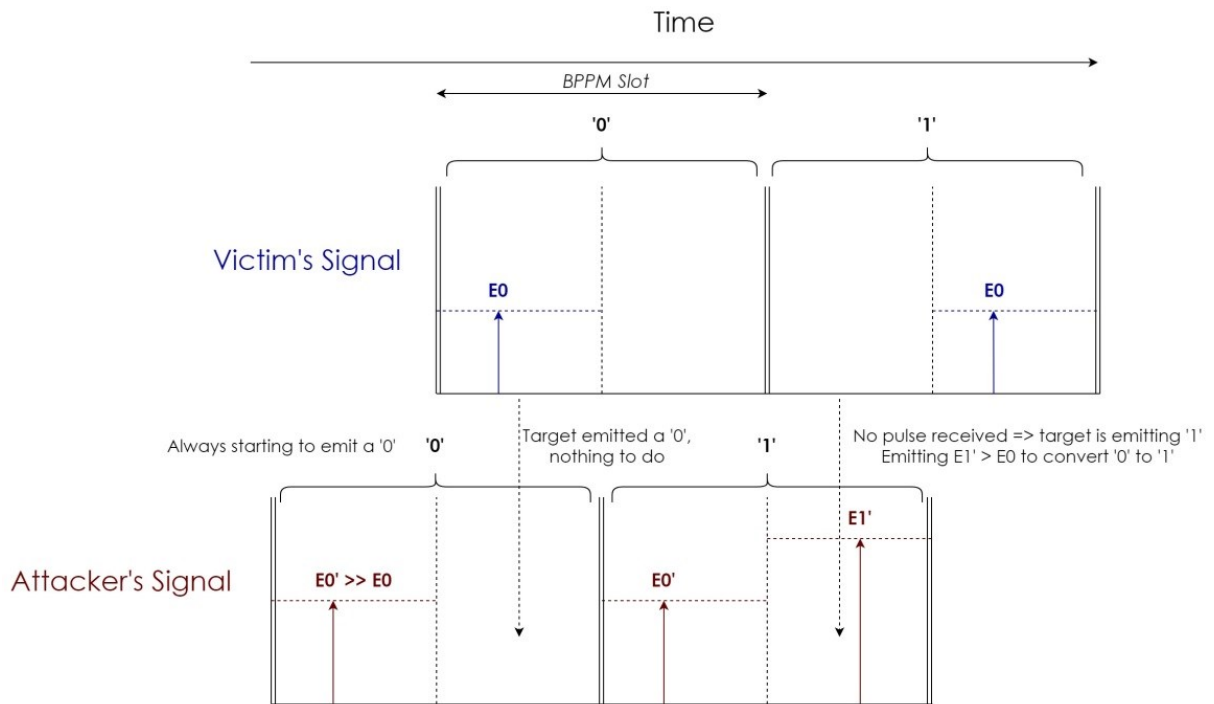 Time
BPPM Slot
'0'
'1'
Victim's Signal
E0
E0
Always starting to emit a '0'
'0'
Target emitted a '0',
nothing to do
'1'
No pulse received => target is emitting '1'
Emitting E1' > E0 to convert '0' to '1'
Attacker's Signal
E0' >> E0
E0'
E1'